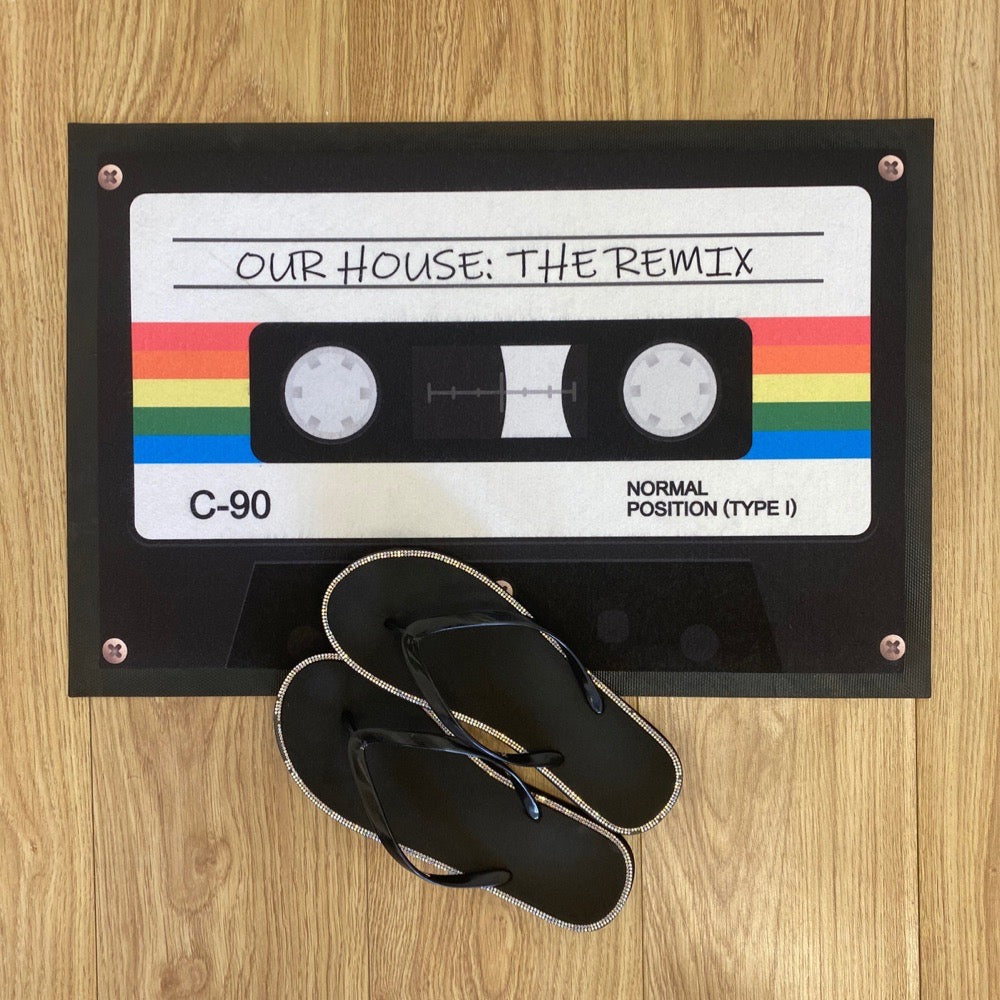 OUR HOUSE: THE REMIX
C-90
NORMAL
POSITION (TYPE I)